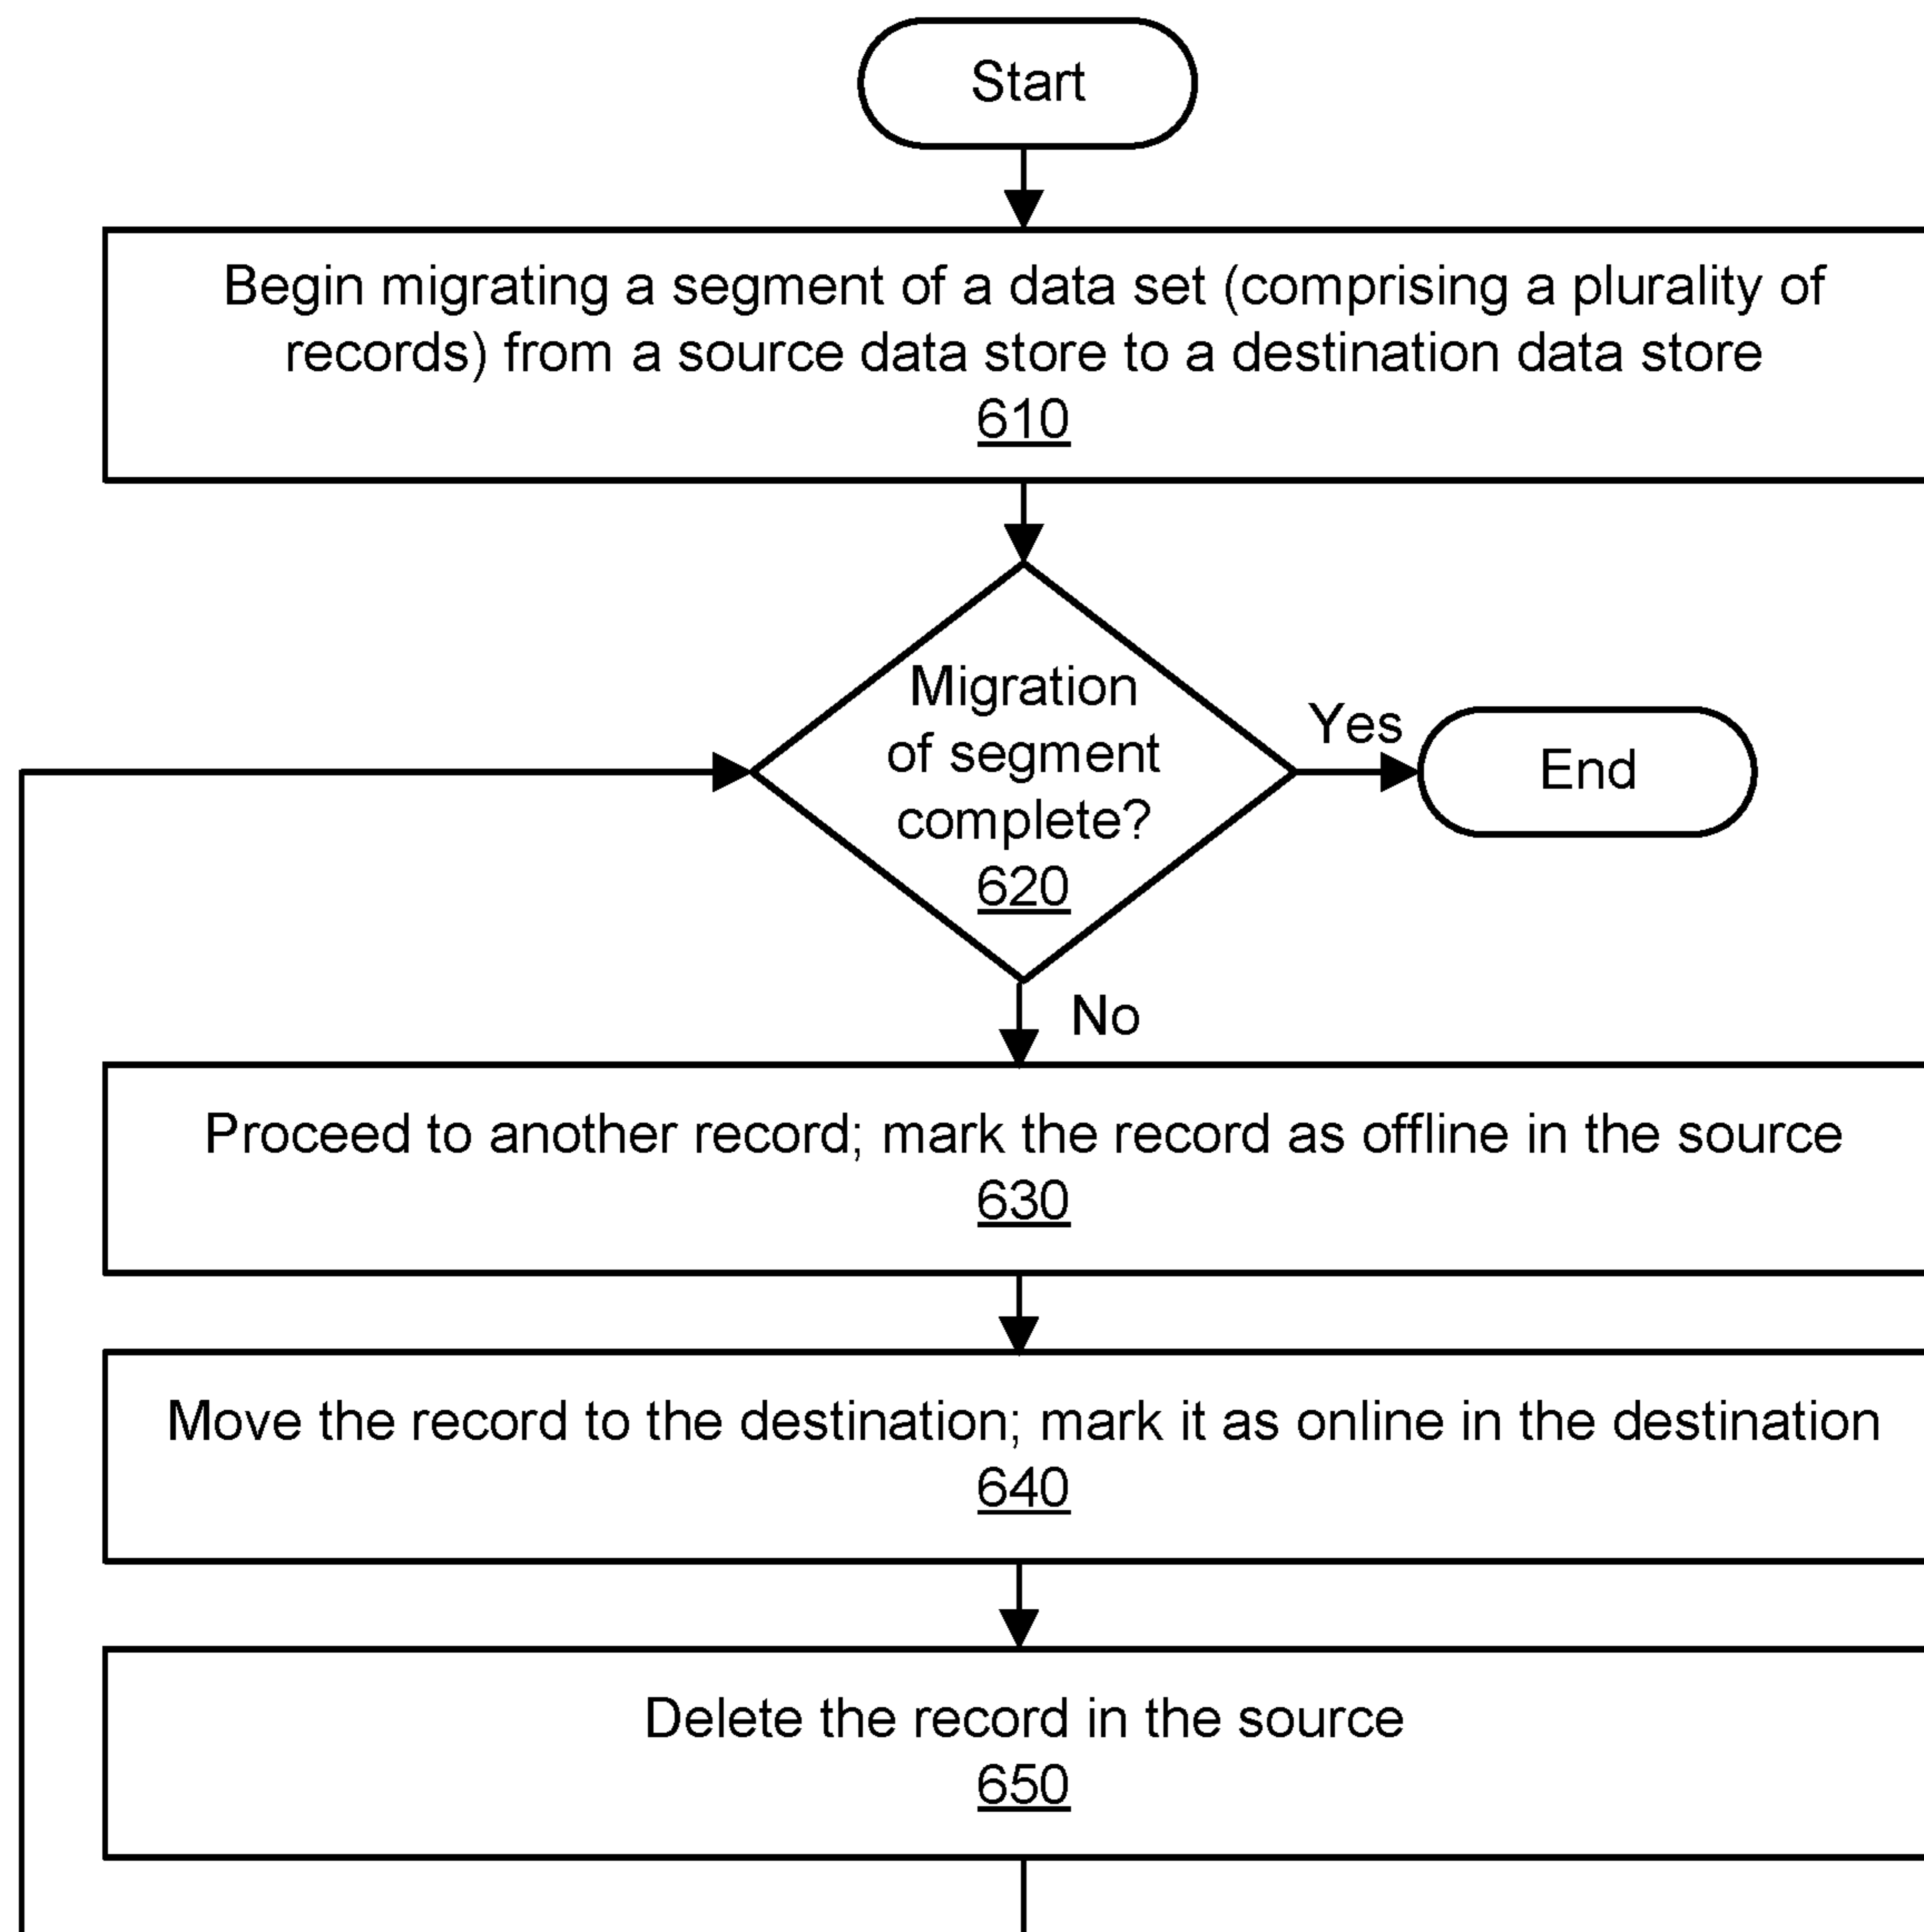 Start
Begin migrating a segment of a data set (comprising a plurality of
records) from a source data store to a destination data store
610
Migration
of segment
complete?
620
Yes
End
No
Proceed to another record; mark the record as offline in the source
630
Move the record to the destination; mark it as online in the destination
640
Delete the record in the source
650